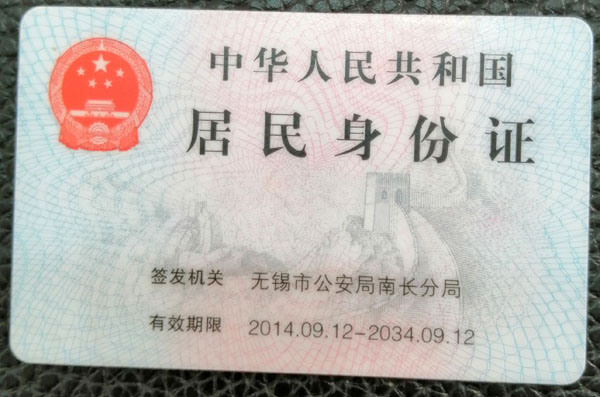 中华人民共和国
居民身份证
签发机关 无锡市公安局南长分局
有效期限 2014.09.12-2034.09.12